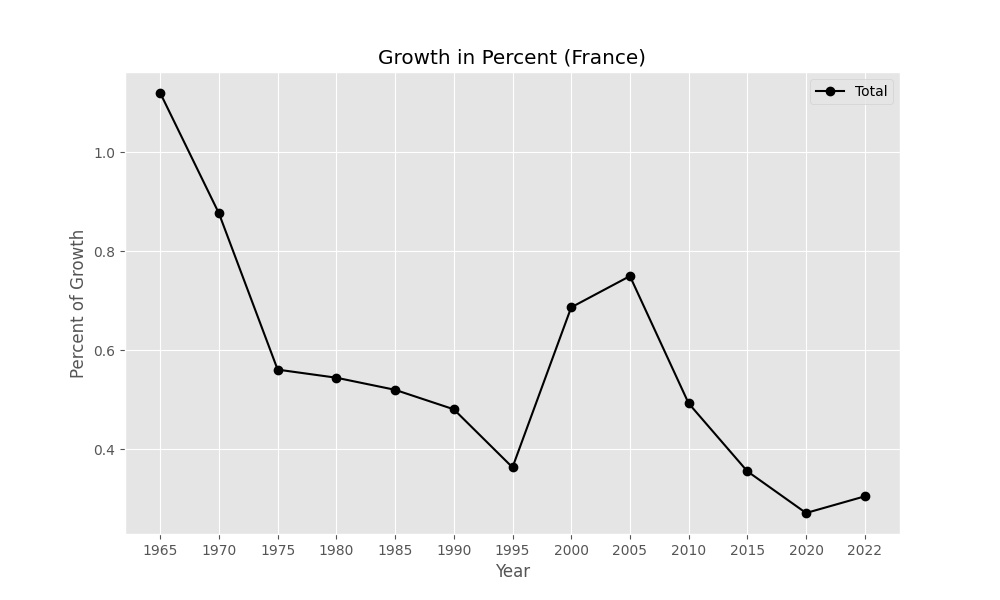 Growth in Percent (France)
Total
1.0
0.8
0.6
0.4
Percent of Growth
1965 1970 1975 1980 1985 1990 1995 2000 2005 2010 2015 2020 2022
Year